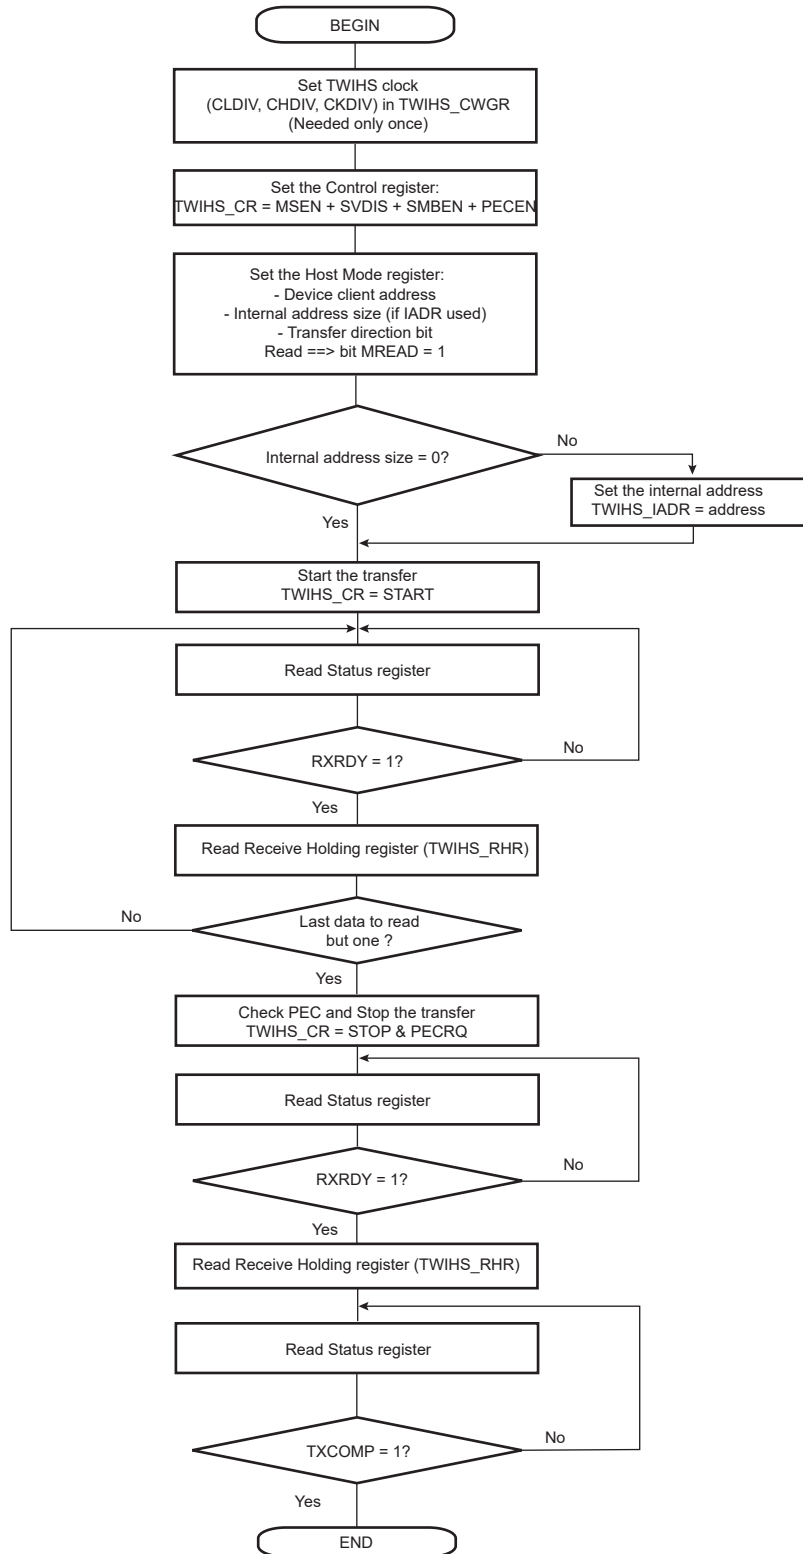 BEGIN
Set TWIHS clock
(CLDIV, CHDIV, CKDIV) in TWIHS_CWGR
(Needed only once)
Set the Control register:
TWIHS_CR = MSEN + SVDIS + SMBEN + PECEN
Set the Host Mode register:
- Device client address
- Internal address size (if IADR used)
- Transfer direction bit
Read ==> bit MREAD = 1
Internal address size = 0?
No
Set the internal address
TWIHS_IADR = address
Yes
Start the transfer
TWIHS_CR = START
Read Status register
RXRDY = 1?
No
Yes
Read Receive Holding register (TWIHS_RHR)
Last data to read
but one ?
No
Yes
Check PEC and Stop the transfer
TWIHS_CR = STOP & PECRQ
Read Status register
RXRDY = 1?
No
Yes
Read Receive Holding register (TWIHS_RHR)
Read Status register
TXCOMP = 1?
No
Yes
END